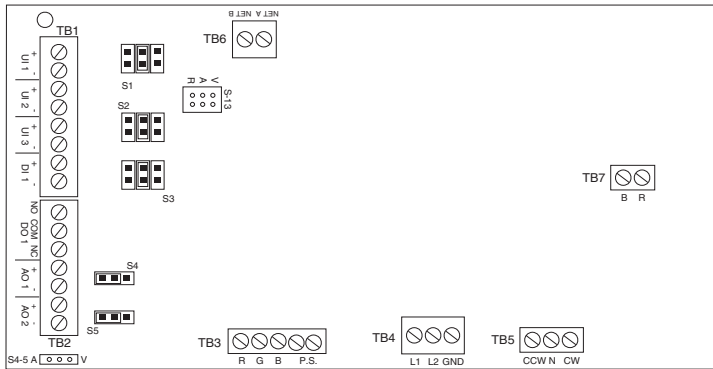 TB1
+
UI 1
-
+
UI 2
-
+
UI 3
-
+
DI 1
-
NO COM NC
DO 1
+
AO 1
-
+
AO 2
-
TB2
S4-5 A V
S1
S2
S3
S4
S5
R A V
S-13
TB6
NET B NET A
TB7
B R
TB3
R G B P.S.
TB4
L1 L2 GND
TB5
CCW N CW